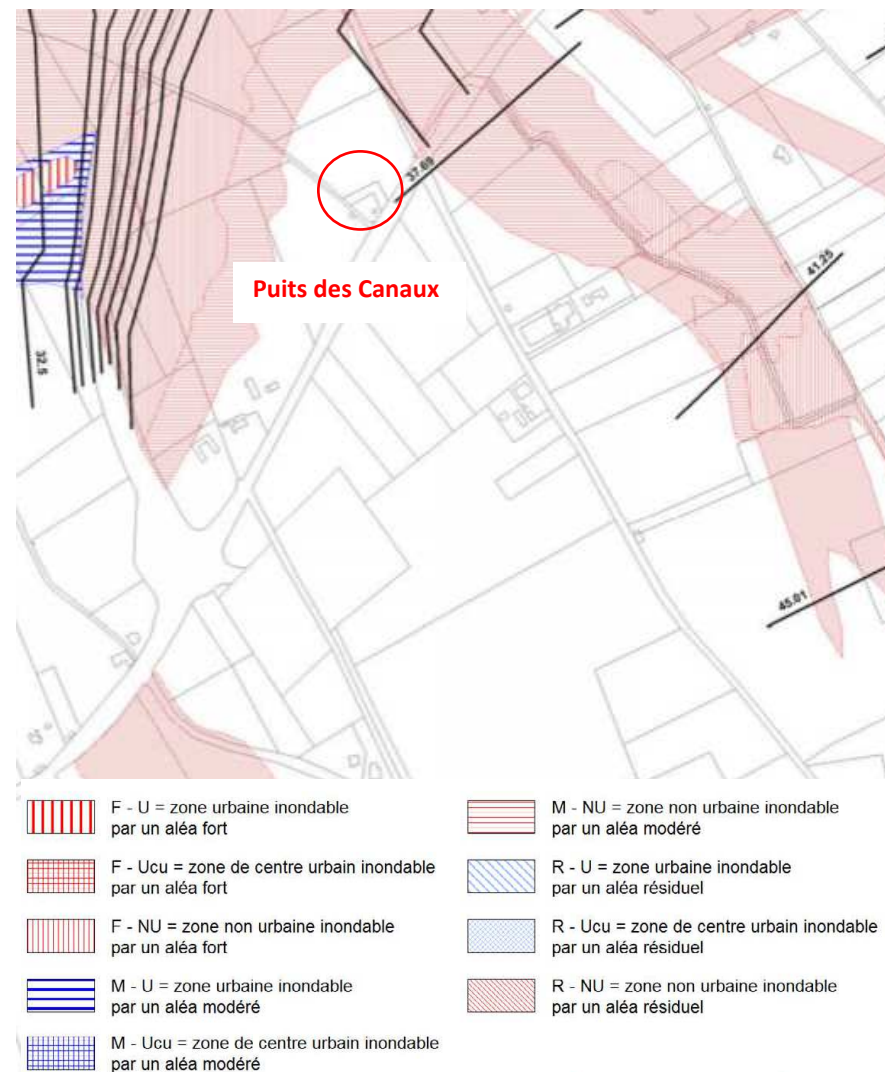 37.69
Puits des Canaux
41.25
32.5
45.01
F - U = zone urbaine inondable
par un aléa fort
F - Ucu = zone de centre urbain inondable
par un aléa fort
F - NU = zone non urbaine inondable
par un aléa fort
M - U = zone urbaine inondable
par un aléa modéré
M - Ucu = zone de centre urbain inondable
par un aléa modéré
M - NU = zone non urbaine inondable
par un aléa modéré
R - U = zone urbaine inondable
par un aléa résiduel
R - Ucu = zone de centre urbain inondable
par un aléa résiduel
R - NU = zone non urbaine inondable
par un aléa résiduel